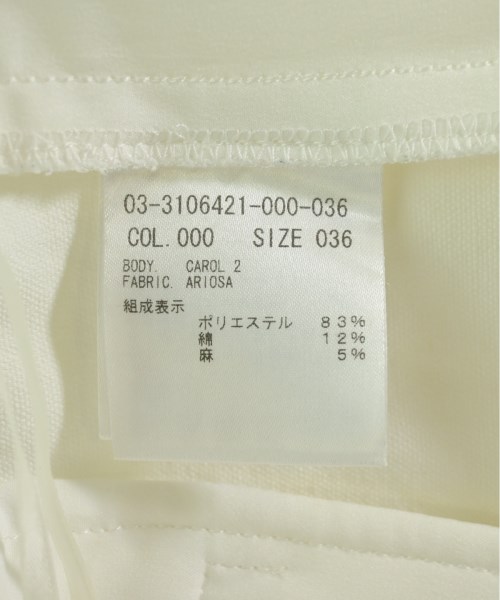 03-3106421-000-036
COL.000 SIZE 036
BODY. CAROL 2
FABRIC. ARIOSA
組成表示
ポリエステル 83%
綿 12%
麻 5%